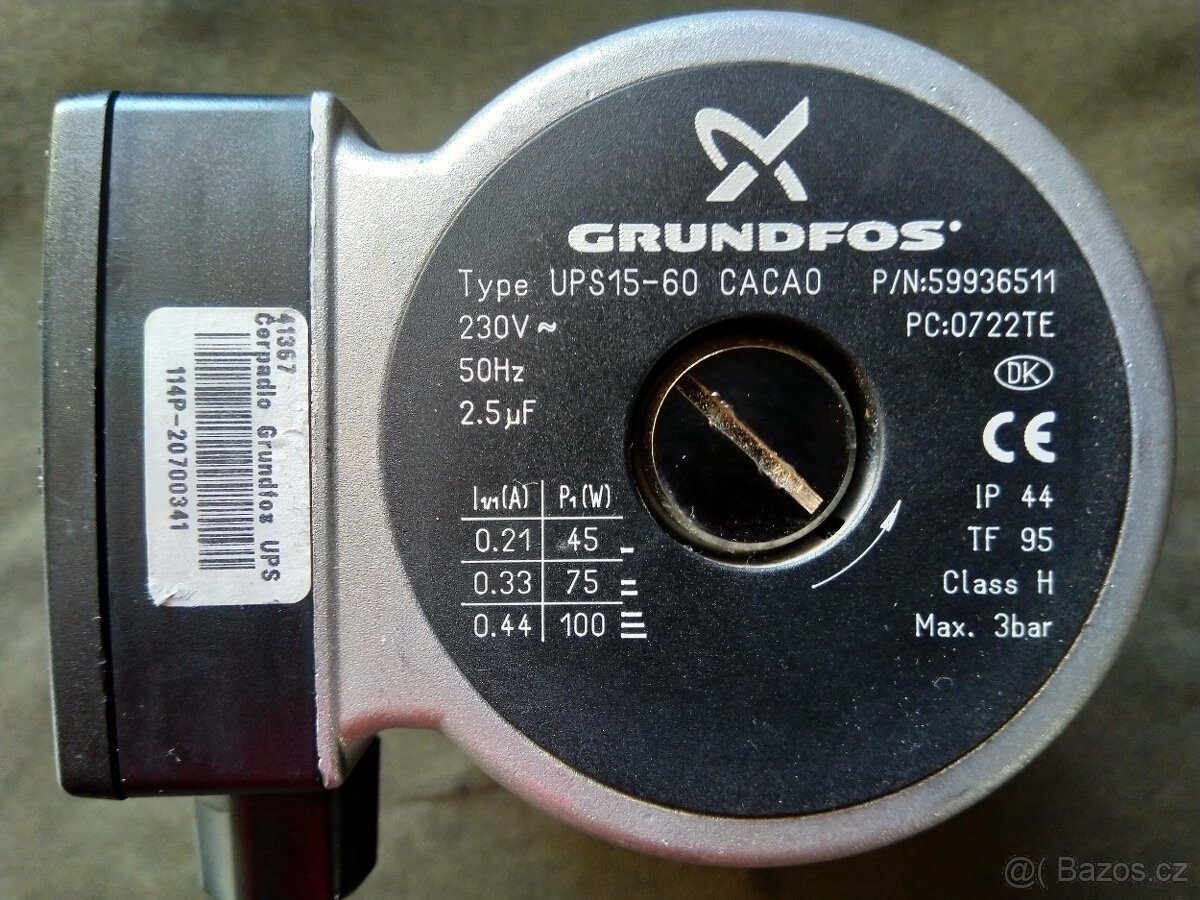 GRUNDFOS
Type UPS15-60 CACAO P/N:59936511
230V ≈ PC:0722TE
50Hz DK
2.5µF CE
I1/1(A) P1(W) IP 44
0.21 45 TF 95
0.33 75 Class H
0.44 100 Max. 3bar
41367
Čerpadlo Grundfos UPS
114P-20700341
@( Bazos.cz